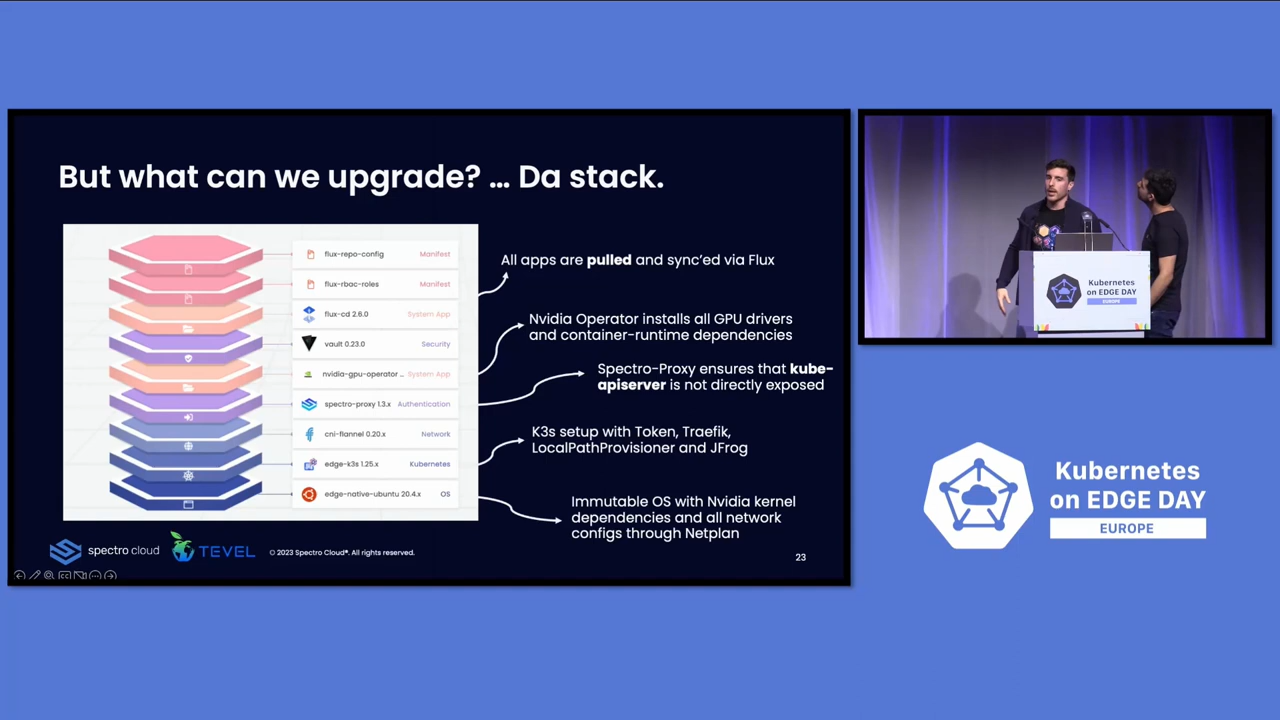 But what can we upgrade? ... Da stack.
flux-repo-config Manifest
flux-rbac-roles Manifest
flux-cd 2.6.0 System App
vault 0.23.0 Security
nvidia-gpu-operator ... System App
spectro-proxy 1.3.x Authentication
cni-flannel 0.20.x Network
edge-k3s 1.25.x Kubernetes
edge-native-ubuntu 20.4.x OS
All apps are pulled and sync'ed via Flux
Nvidia Operator installs all GPU drivers
and container-runtime dependencies
Spectro-Proxy ensures that kube-
apiserver is not directly exposed
K3s setup with Token, Traefik,
LocalPathProvisioner and JFrog
Immutable OS with Nvidia kernel
dependencies and all network
configs through Netplan
spectro cloud
TEVEL
© 2023 Spectro Cloud®. All rights reserved.
23
Kubernetes
on EDGE DAY
EUROPE
Kubernetes
on EDGE DAY
EUROPE